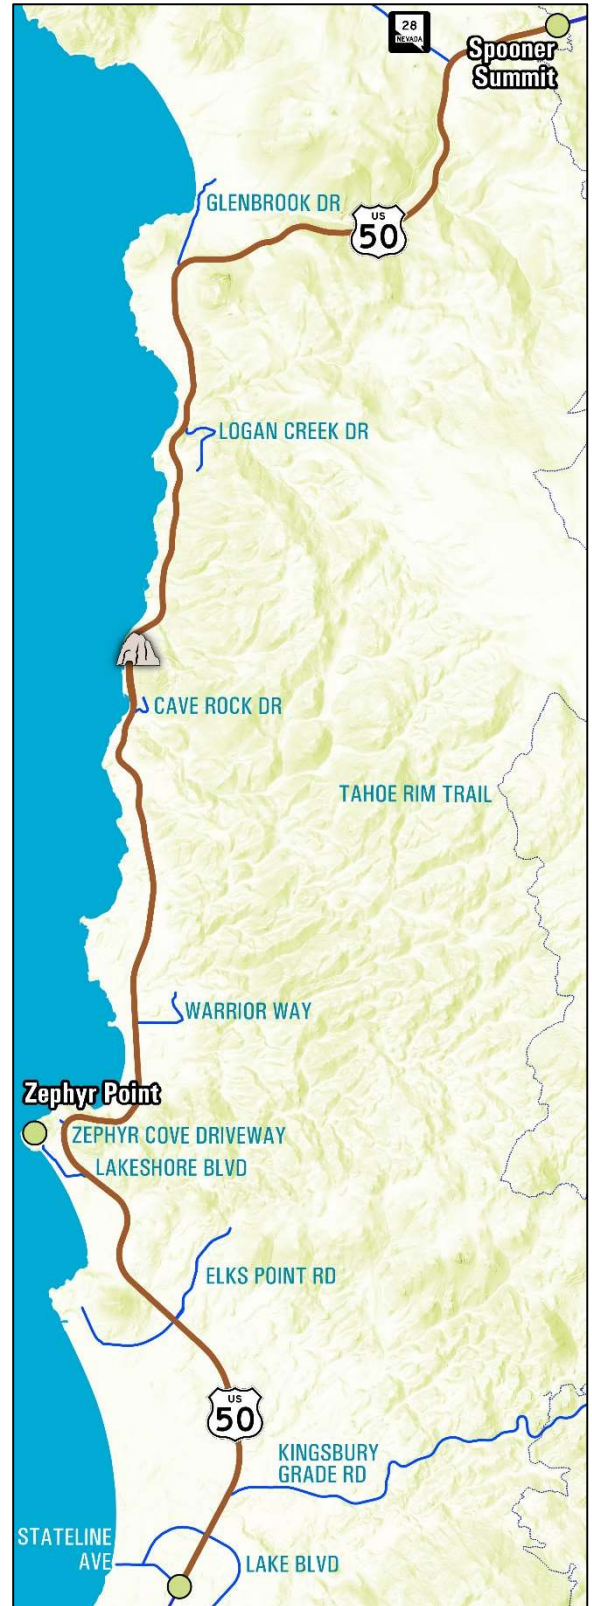 28
NEVADA
Spooner
Summit
GLENBROOK DR
US
50
LOGAN CREEK DR
CAVE ROCK DR
TAHOE RIM TRAIL
WARRIOR WAY
Zephyr Point
ZEPHYR COVE DRIVEWAY
LAKESHORE BLVD
ELKS POINT RD
US
50
KINGSBURY
GRADE RD
STATELINE
AVE
LAKE BLVD